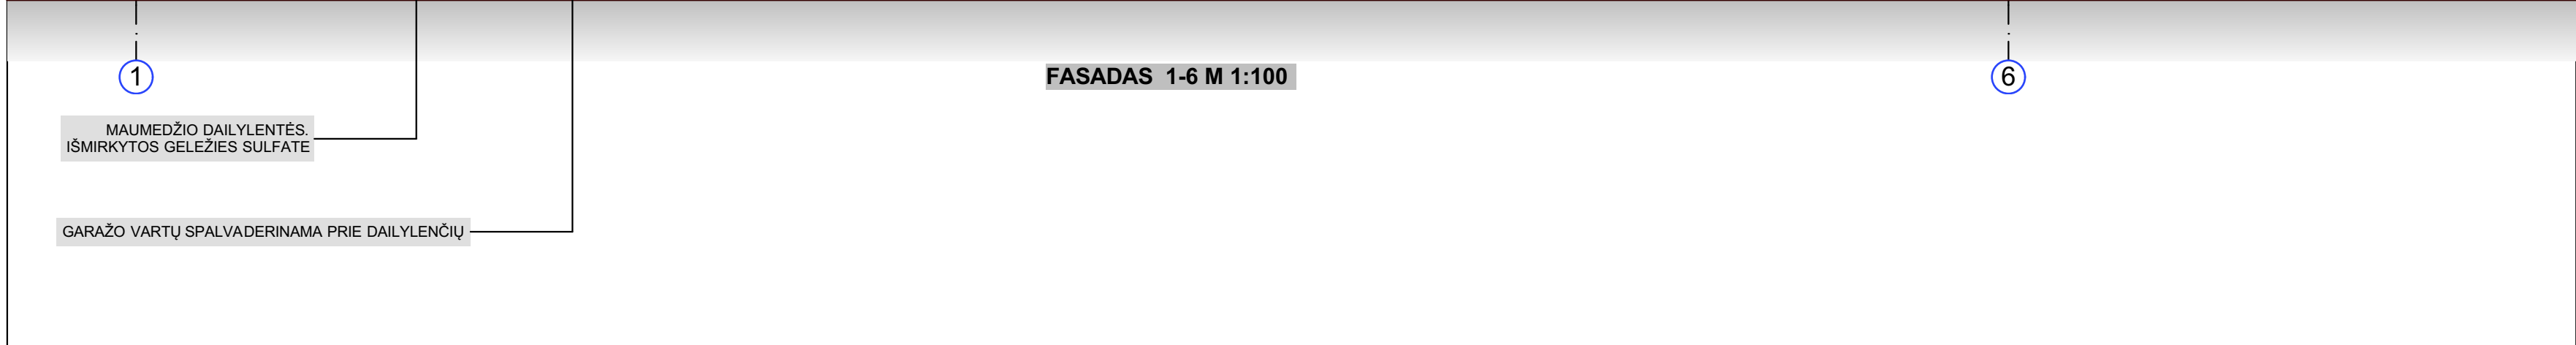 1
FASADAS 1-6 M 1:100
6
MAUMEDŽIO DAILYLENTĖS.
IŠMIRKYTOS GELEŽIES SULFATE
GARAŽO VARTŲ SPALVA DERINAMA PRIE DAILYLENČIŲ